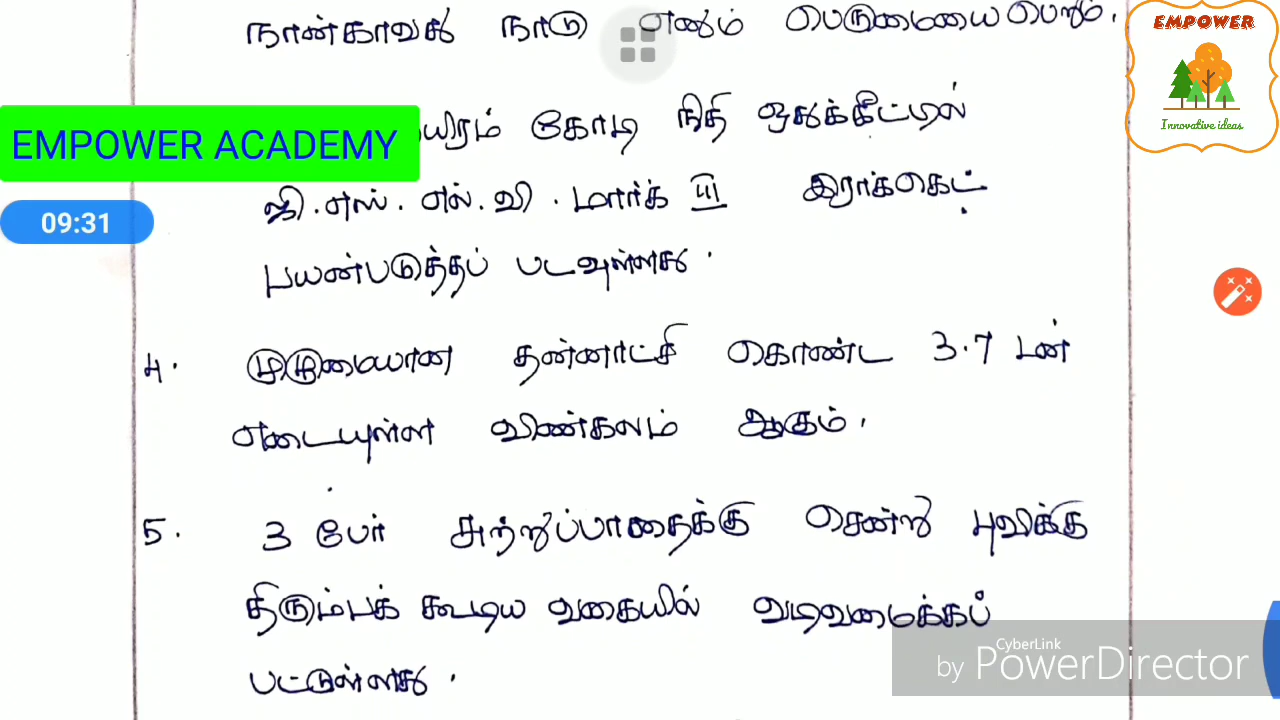 நான்காவது நாடு எனும் பெருமையை பெறும்.
EMPOWER
Innovative ideas
EMPOWER ACADEMY
யிரம் கோடி நிதி ஒதுக்கீட்டில்
09:31
ஜி.எஸ்.எல்.வி.மார்க் III இராக்கெட்
பயன்படுத்தப் படவுள்ளது.
4. முழுமையான தன்னாட்சி கொண்ட 3.7 டன்
எடையுள்ள விண்கலம் ஆகும்.
5. 3 பேர் சுற்றுப்பாதைக்கு சென்று புவிக்கு
திரும்பக் கூடிய வகையில் வடிவமைக்கப்
பட்டுள்ளது.
CyberLink
by PowerDirector